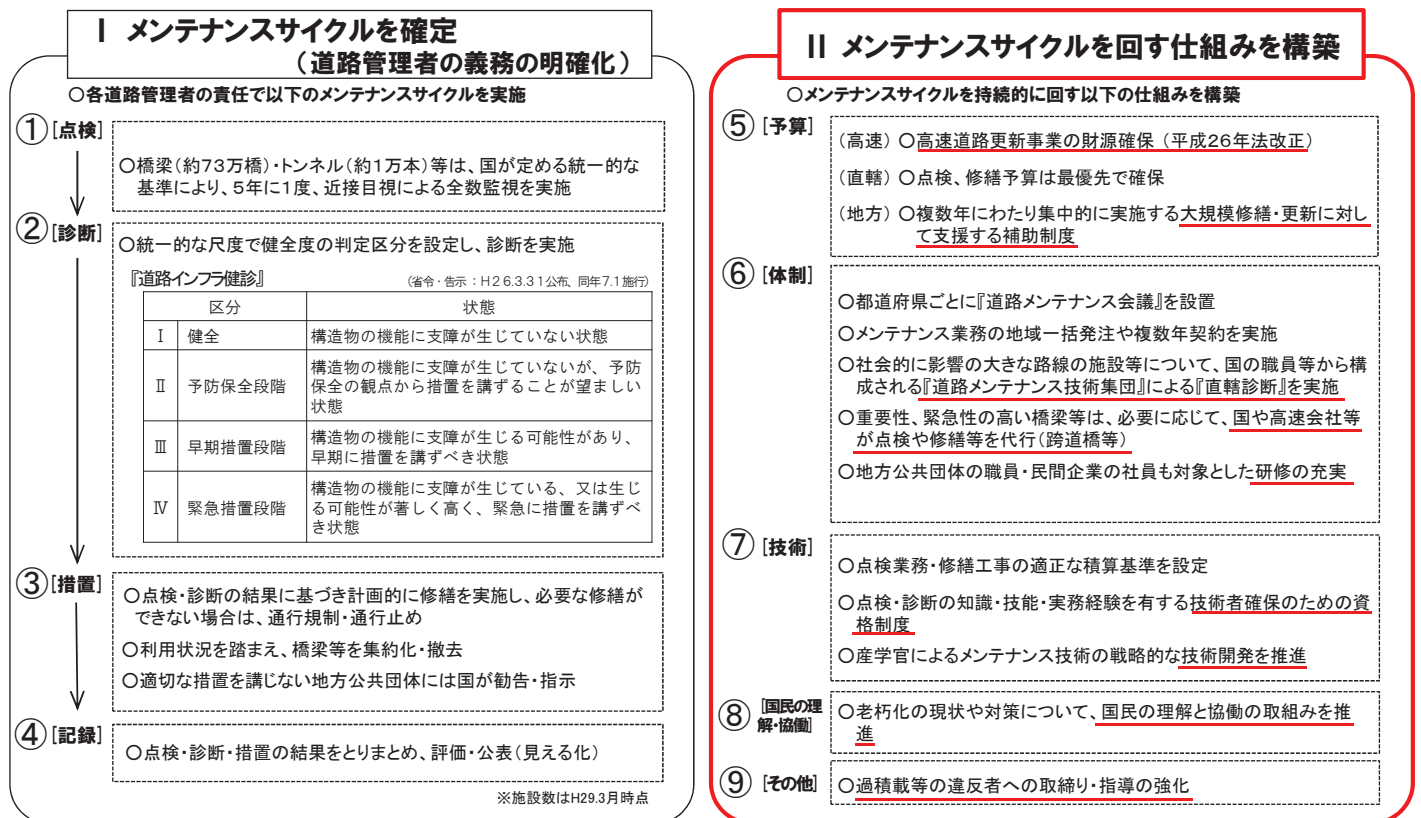 Ⅰ メンテナンスサイクルを確定
（道路管理者の義務の明確化）
○各道路管理者の責任で以下のメンテナンスサイクルを実施
①[点検]
○橋梁(約73万橋)・トンネル(約1万本)等は、国が定める統一的な
基準により、5年に1度、近接目視による全数監視を実施
②[診断]
○統一的な尺度で健全度の判定区分を設定し、診断を実施
『道路インフラ健診』
（省令・告示：H26.3.31公布、同年7.1施行）
区分 状態
Ⅰ 健全 構造物の機能に支障が生じていない状態
Ⅱ 予防保全段階 構造物の機能に支障が生じていないが、予防
保全の観点から措置を講ずることが望ましい
状態
Ⅲ 早期措置段階 構造物の機能に支障が生じる可能性があり、
早期に措置を講ずべき状態
Ⅳ 緊急措置段階 構造物の機能に支障が生じている、又は生じ
る可能性が著しく高く、緊急に措置を講ずべ
き状態
③[措置]
○点検・診断の結果に基づき計画的に修繕を実施し、必要な修繕が
できない場合は、通行規制・通行止め
○利用状況を踏まえ、橋梁等を集約化・撤去
○適切な措置を講じない地方公共団体には国が勧告・指示
④[記録]
○点検・診断・措置の結果をとりまとめ、評価・公表(見える化)
※施設数はH29.3月時点
Ⅱ メンテナンスサイクルを回す仕組みを構築
○メンテナンスサイクルを持続的に回す以下の仕組みを構築
⑤[予算]
（高速）○高速道路更新事業の財源確保（平成26年法改正）
（直轄）○点検、修繕予算は最優先で確保
（地方）○複数年にわたり集中的に実施する大規模修繕・更新に対し
て支援する補助制度
⑥[体制]
○都道府県ごとに『道路メンテナンス会議』を設置
○メンテナンス業務の地域一括発注や複数年契約を実施
○社会的に影響の大きな路線の施設等について、国の職員等から構
成される『道路メンテナンス技術集団』による『直轄診断』を実施
○重要性、緊急性の高い橋梁等は、必要に応じて、国や高速会社等
が点検や修繕等を代行(跨道橋等)
○地方公共団体の職員・民間企業の社員も対象とした研修の充実
⑦[技術]
○点検業務・修繕工事の適正な積算基準を設定
○点検・診断の知識・技能・実務経験を有する技術者確保のための資
格制度
○産学官によるメンテナンス技術の戦略的な技術開発を推進
⑧[国民の理
解・協働]
○老朽化の現状や対策について、国民の理解と協働の取組みを推
進
⑨[その他]
○過積載等の違反者への取締り・指導の強化